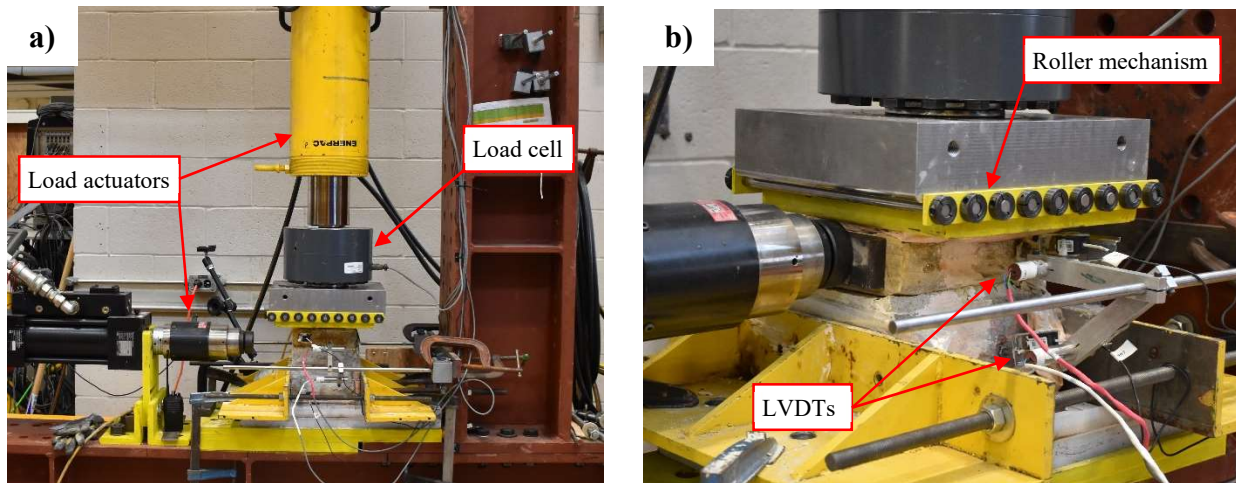 a)
ENERPAC
Load actuators
Load cell
b)
Roller mechanism
LVDTs